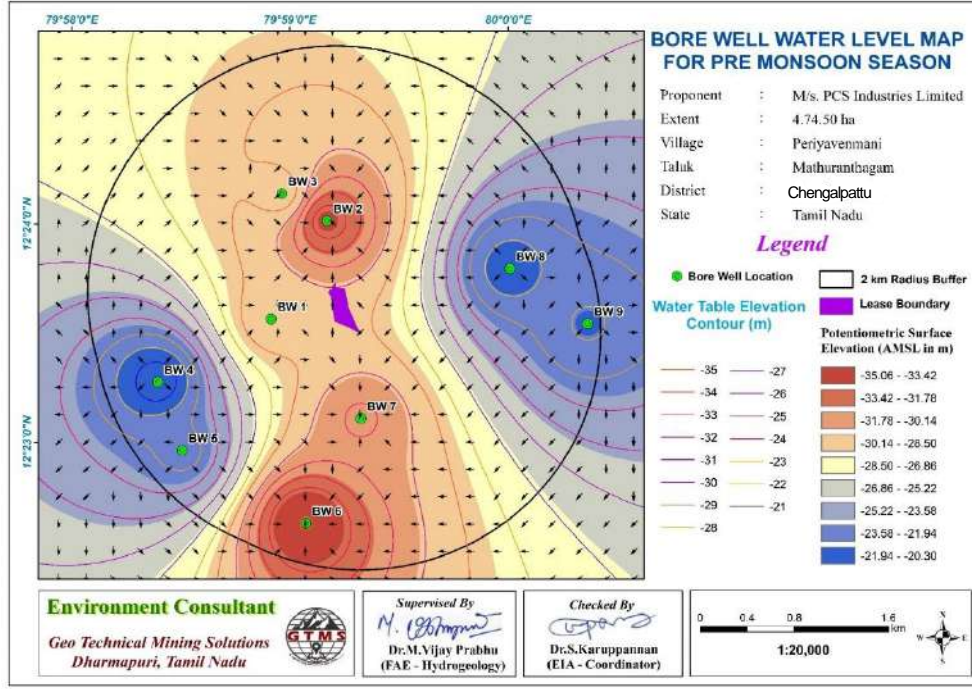 79°58'0"E 79°59'0"E 80°0'0"E
12°24'0"N
12°23'0"N
BW 3
BW 2
BW 8
BW 1
BW 9
BW 4
BW 7
BW 5
BW 6
BORE WELL WATER LEVEL MAP
FOR PRE MONSOON SEASON
Proponent : M/s. PCS Industries Limited
Extent : 4.74.50 ha
Village : Periyavenmani
Taluk : Mathuranthagam
District : Chengalpattu
State : Tamil Nadu
Legend
Bore Well Location
2 km Radius Buffer
Lease Boundary
Water Table Elevation
Contour (m)
-35 -27
-34 -26
-33 -25
-32 -24
-31 -23
-30 -22
-29 -21
-28
Potentiometric Surface
Elevation (AMSL in m)
-35.06 - -33.42
-33.42 - -31.78
-31.78 - -30.14
-30.14 - -28.50
-28.50 - -26.86
-26.86 - -25.22
-25.22 - -23.58
-23.58 - -21.94
-21.94 - -20.30
Environment Consultant
Geo Technical Mining Solutions
Dharmapuri, Tamil Nadu
GTMS
Supervised By
Dr.M.Vijay Prabhu
(FAE - Hydrogeology)
Checked By
Dr.S.Karuppannan
(EIA - Coordinator)
0 0.4 0.8 1.6
km
1:20,000
N
W E
S